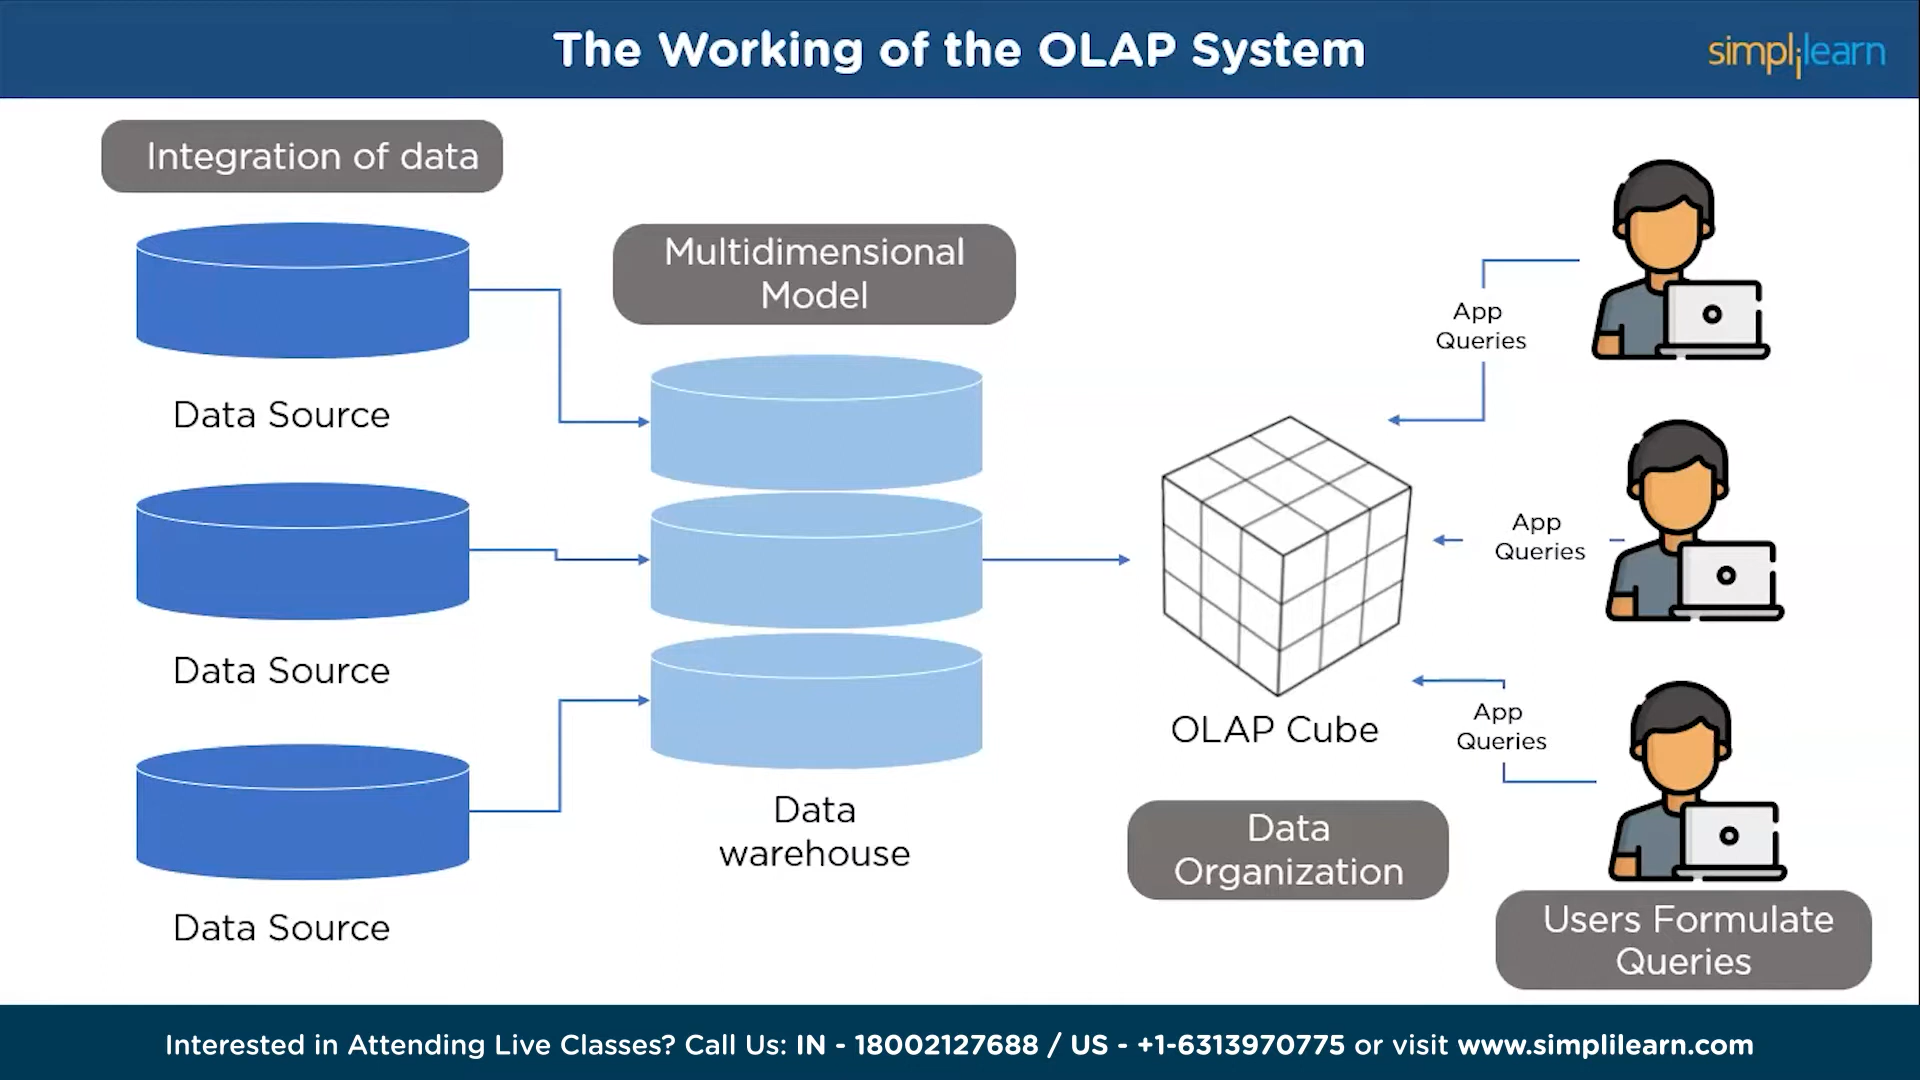 The Working of the OLAP System
simplilearn
Integration of data
Data Source
Data Source
Data Source
Multidimensional
Model
Data
warehouse
OLAP Cube
Data
Organization
App
Queries
App
Queries
App
Queries
Users Formulate
Queries
Interested in Attending Live Classes? Call Us: IN - 18002127688 / US - +1-6313970775 or visit www.simplilearn.com